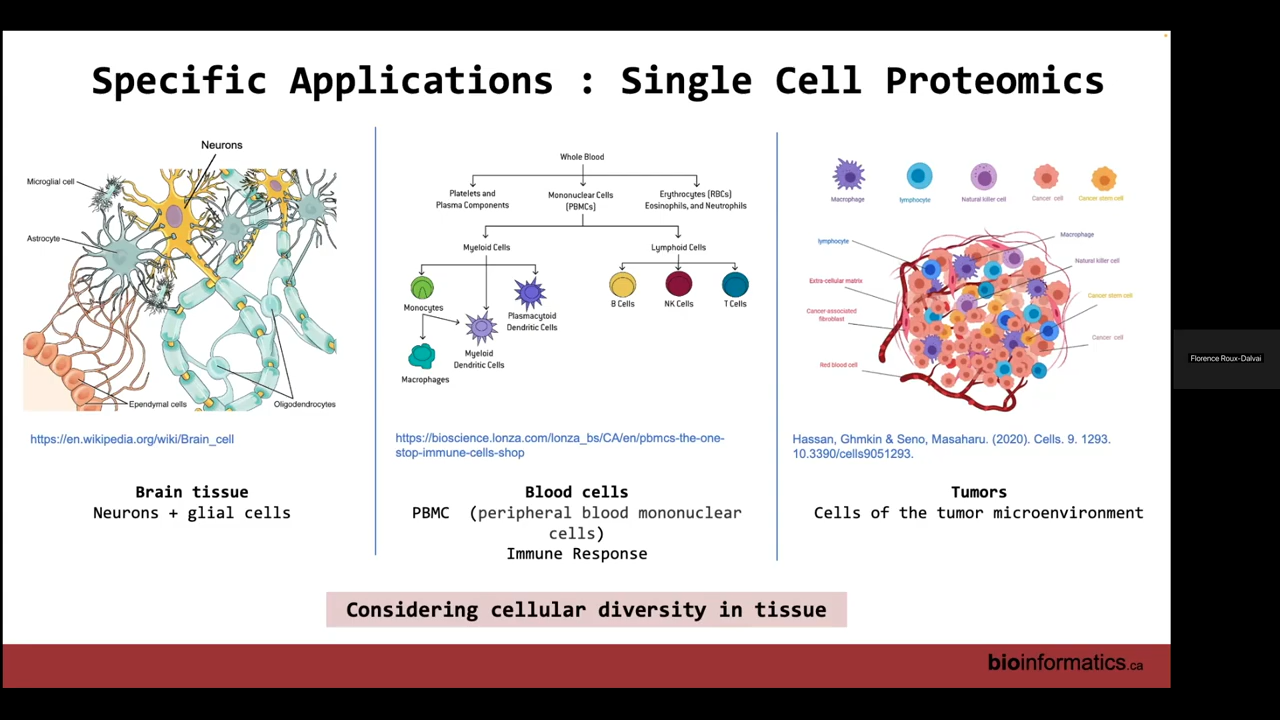 Specific Applications : Single Cell Proteomics
Neurons
Microglial cell
Astrocyte
Ependymal cells
Oligodendrocytes
https://en.wikipedia.org/wiki/Brain_cell
Brain tissue
Neurons + glial cells
Whole Blood
Platelets and
Plasma Components
Mononuclear Cells
(PBMCs)
Erythrocytes (RBCs)
Eosinophils, and Neutrophils
Myeloid Cells
Lymphoid Cells
Monocytes
Plasmacytoid
Dendritic Cells
B Cells
NK Cells
T Cells
Myeloid
Dendritic Cells
Macrophages
https://bioscience.lonza.com/lonza_bs/CA/en/pbmcs-the-one-
stop-immune-cells-shop
Blood cells
PBMC (peripheral blood mononuclear
cells)
Immune Response
Macrophage
lymphocyte
Natural killer cell
Cancer cell
Cancer stem cell
lymphocyte
Macrophage
Natural killer cell
Extra-cellular matrix
Cancer stem cell
Cancer-associated
fibroblast
Cancer cell
Red blood cell
Hassan, Ghmkin & Seno, Masaharu. (2020). Cells. 9. 1293.
10.3390/cells9051293.
Tumors
Cells of the tumor microenvironment
Considering cellular diversity in tissue
bioinformatics.ca
Florence Roux-Dalvai